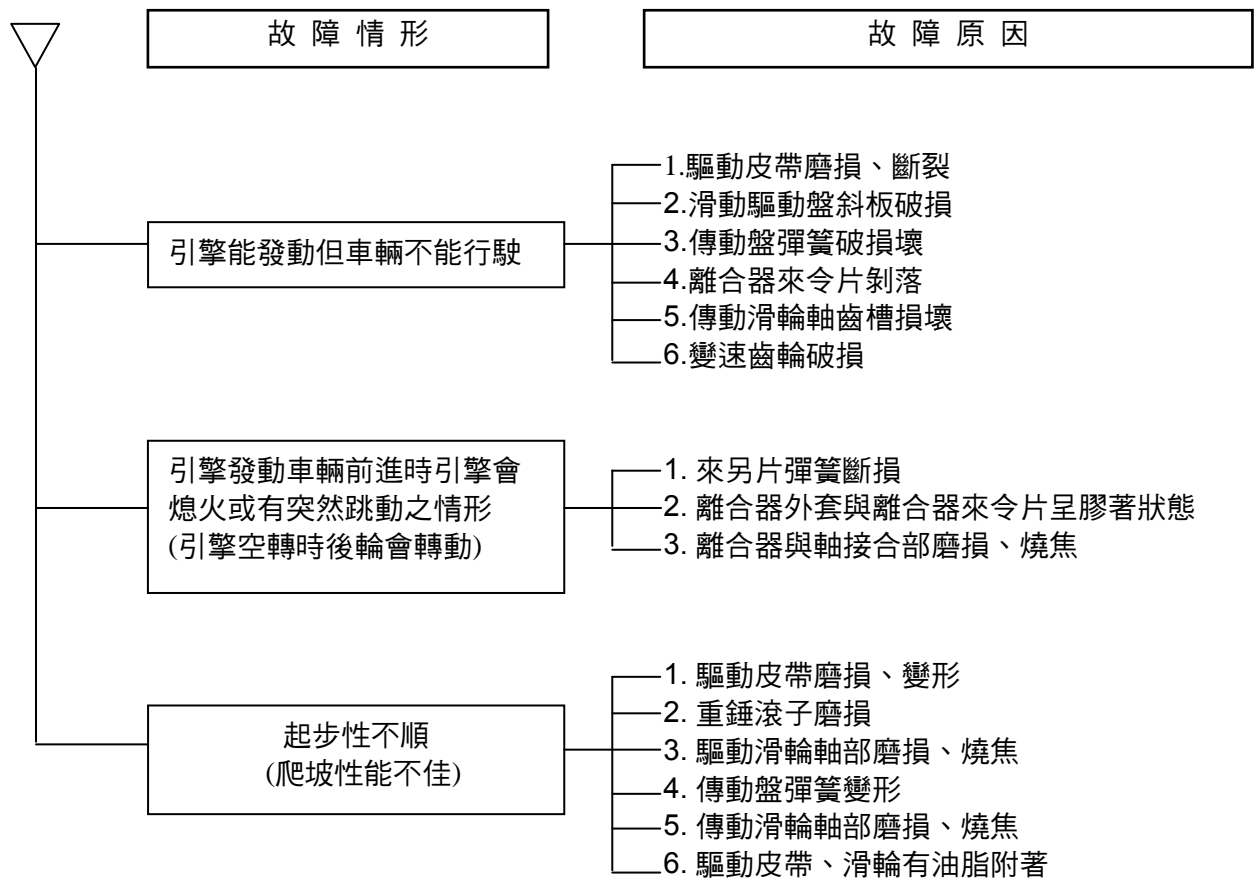 故 障 情 形
故 障 原 因
引擎能發動但車輛不能行駛
1.驅動皮帶磨損、斷裂
2.滑動驅動盤斜板破損
3.傳動盤彈簧破損壞
4.離合器來令片剝落
5.傳動滑輪軸齒槽損壞
6.變速齒輪破損
引擎發動車輛前進時引擎會
熄火或有突然跳動之情形
(引擎空轉時後輪會轉動)
1. 來另片彈簧斷損
2. 離合器外套與離合器來令片呈膠著狀態
3. 離合器與軸接合部磨損、燒焦
起步性不順
(爬坡性能不佳)
1. 驅動皮帶磨損、變形
2. 重錘滾子磨損
3. 驅動滑輪軸部磨損、燒焦
4. 傳動盤彈簧變形
5. 傳動滑輪軸部磨損、燒焦
6. 驅動皮帶、滑輪有油脂附著